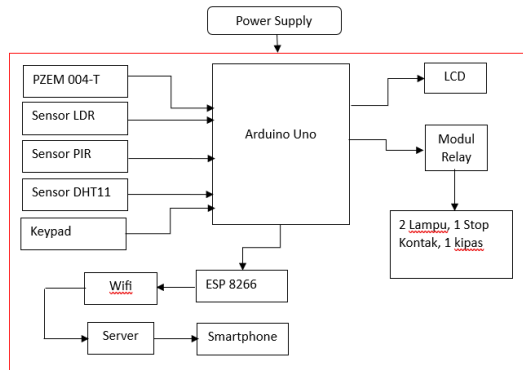 Power Supply
PZEM 004-T
Sensor LDR
Sensor PIR
Sensor DHT11
Keypad
Arduino Uno
LCD
Modul
Relay
2 Lampu, 1 Stop
Kontak, 1 kipas
ESP 8266
Wifi
Server
Smartphone